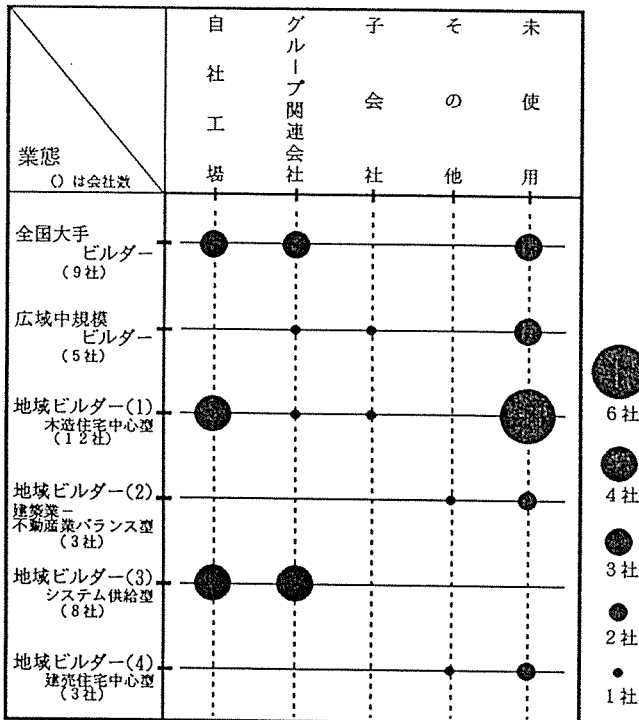 自社工場
グループ関連会社
子会社
その他
未使用
業態
() は会社数
全国大手
ビルダー
(9社)
広域中規模
ビルダー
(5社)
地域ビルダー(1)
木造住宅中心型
(12社)
地域ビルダー(2)
建築業－
不動産業バランス型
(3社)
地域ビルダー(3)
システム供給型
(8社)
地域ビルダー(4)
建売住宅中心型
(3社)
6社
4社
3社
2社
1社